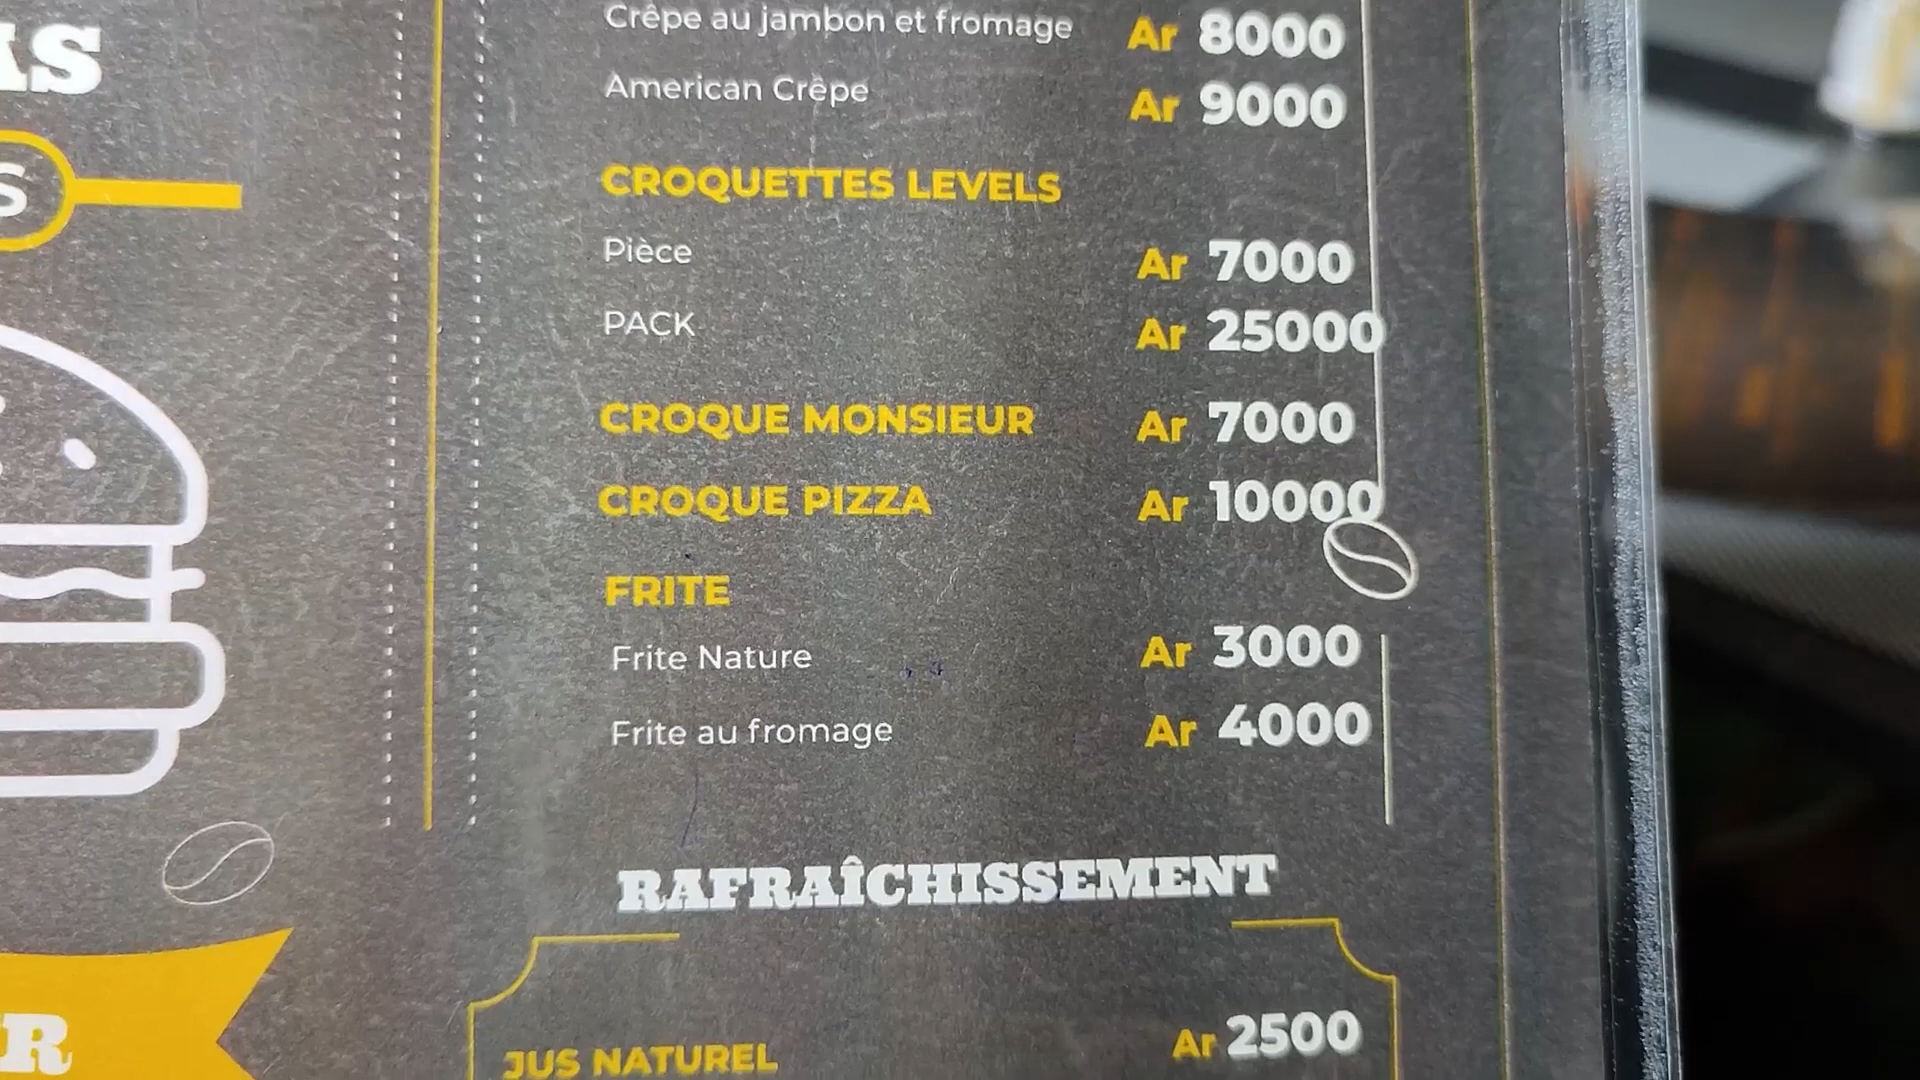 Crêpe au jambon et fromage Ar 8000
American Crêpe Ar 9000
CROQUETTES LEVELS
Pièce Ar 7000
PACK Ar 25000
CROQUE MONSIEUR Ar 7000
CROQUE PIZZA Ar 10000
FRITE
Frite Nature Ar 3000
Frite au fromage Ar 4000
RAFRAÎCHISSEMENT
JUS NATUREL Ar 2500